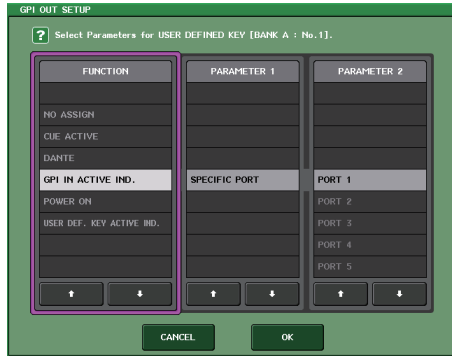 GPI OUT SETUP
? Select Parameters for USER DEFINED KEY [BANK A : No.1].
FUNCTION
NO ASSIGN
CUE ACTIVE
DANTE
GPI IN ACTIVE IND.
POWER ON
USER DEF. KEY ACTIVE IND.
PARAMETER 1
SPECIFIC PORT
PARAMETER 2
PORT 1
PORT 2
PORT 3
PORT 4
PORT 5
CANCEL
OK